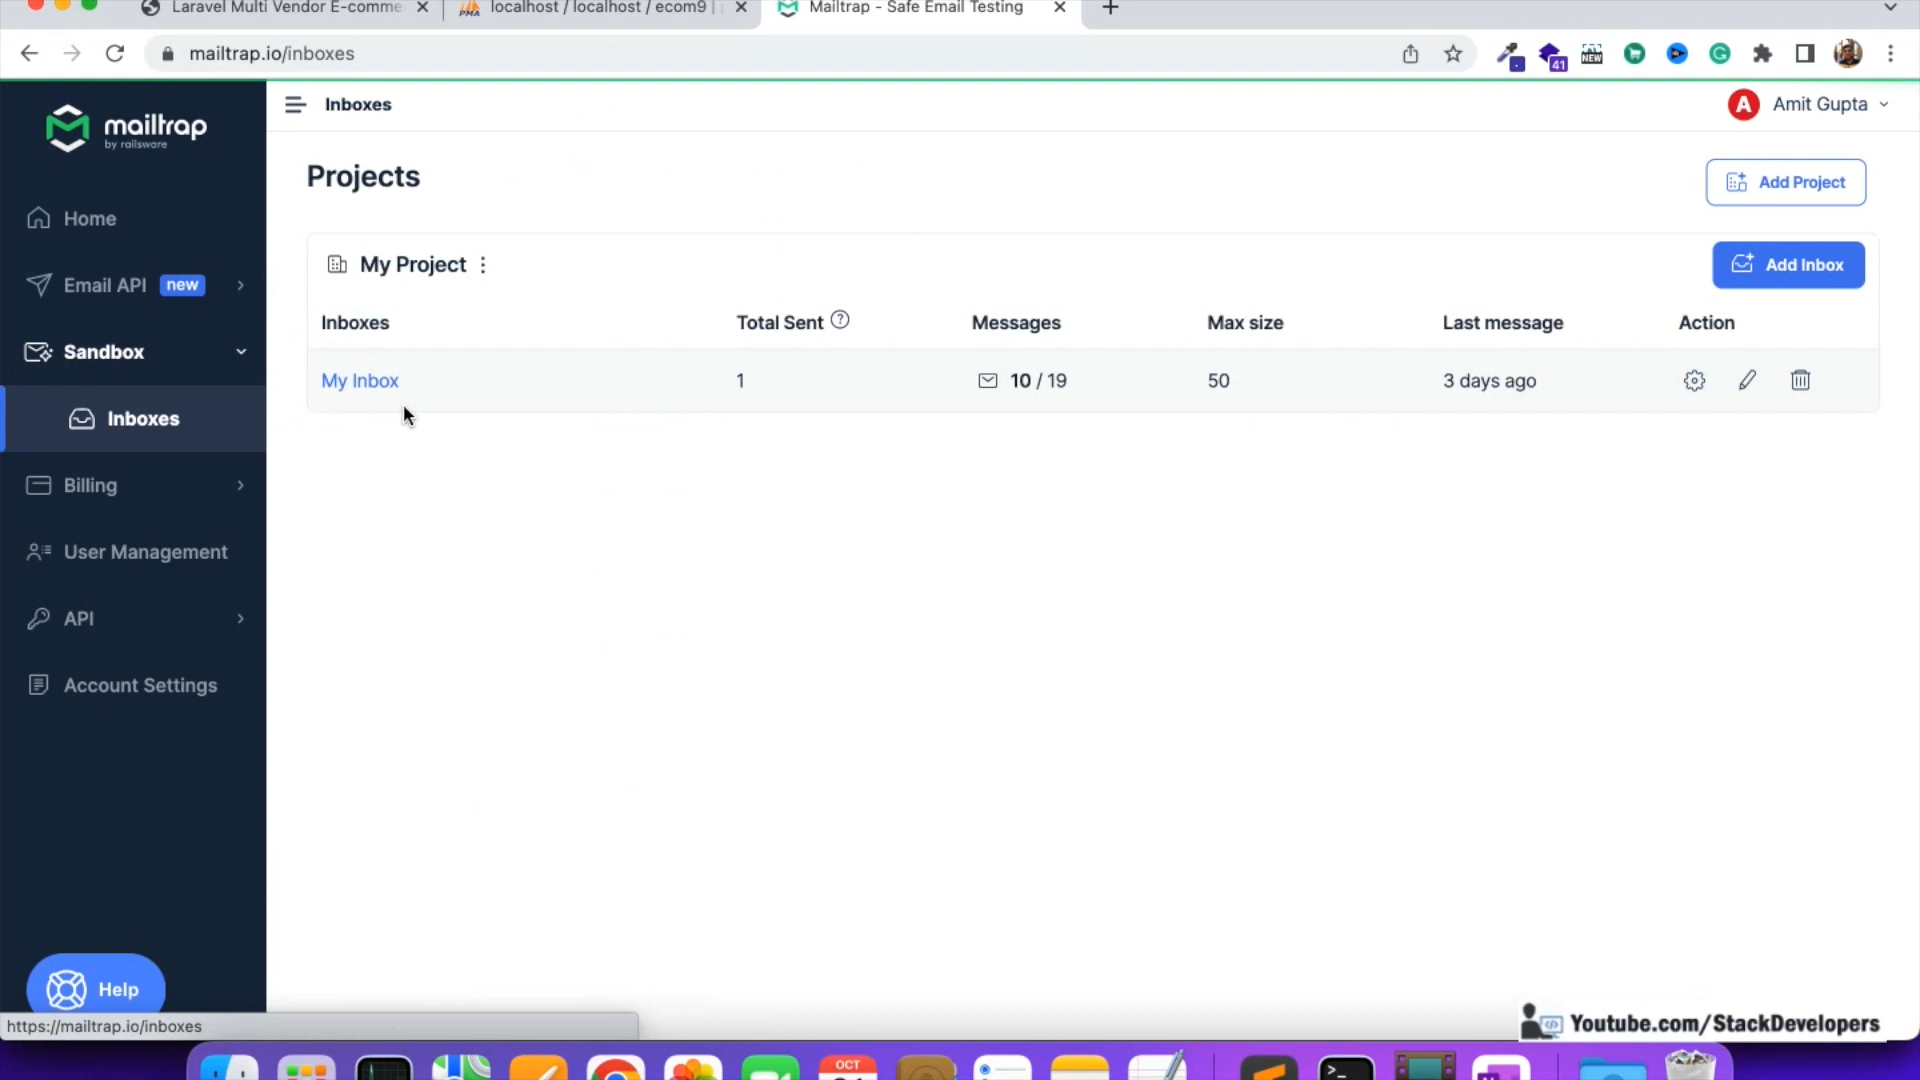 Laravel Multi Vendor E-comme
localhost / localhost / ecom9 |
Mailtrap - Safe Email Testing
mailtrap.io/inboxes
41
NEW
mailtrap
by railsware
Inboxes
A Amit Gupta
Home
Email API new
Sandbox
Inboxes
Billing
User Management
API
Account Settings
Help
Projects
Add Project
My Project
Add Inbox
Inboxes Total Sent ? Messages Max size Last message Action
My Inbox 1 10 / 19 50 3 days ago
https://mailtrap.io/inboxes
Youtube.com/StackDevelopers
OCT